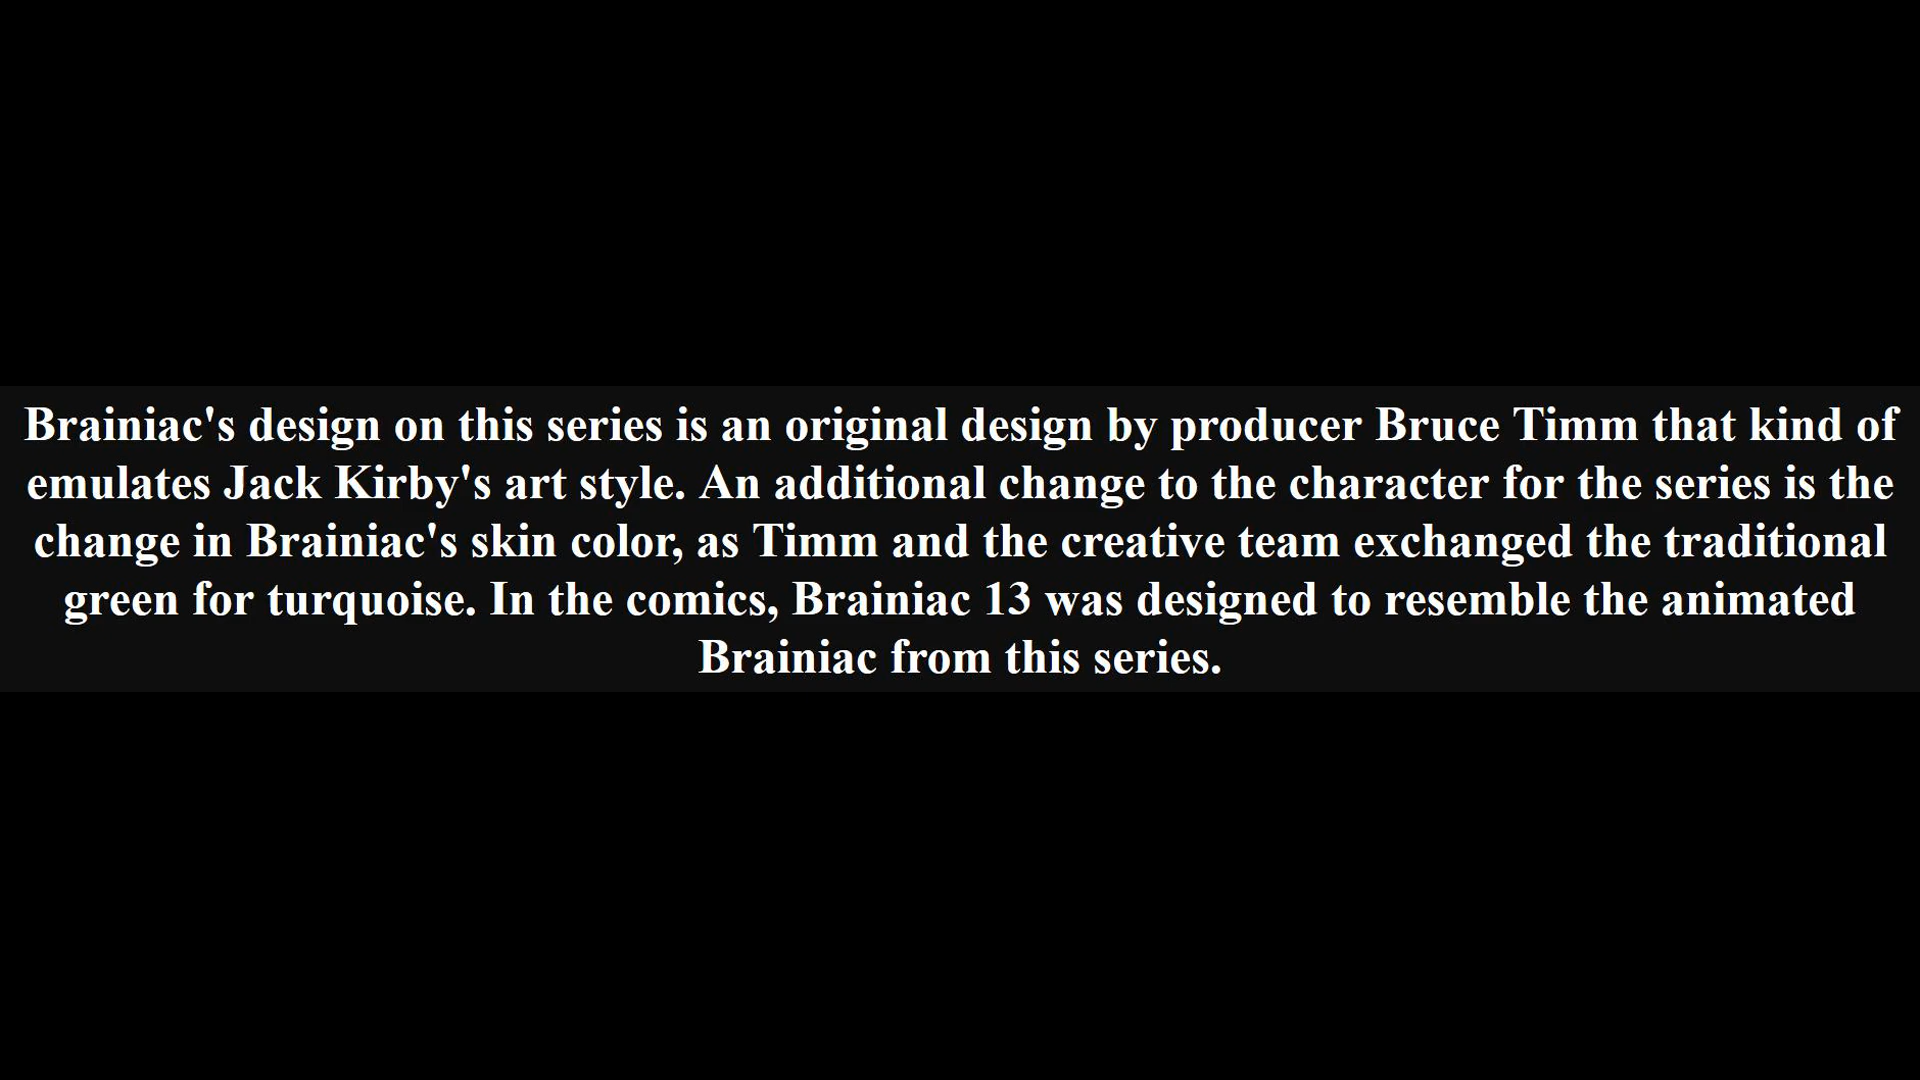 Brainiac's design on this series is an original design by producer Bruce Timm that kind of
emulates Jack Kirby's art style. An additional change to the character for the series is the
change in Brainiac's skin color, as Timm and the creative team exchanged the traditional
green for turquoise. In the comics, Brainiac 13 was designed to resemble the animated
Brainiac from this series.